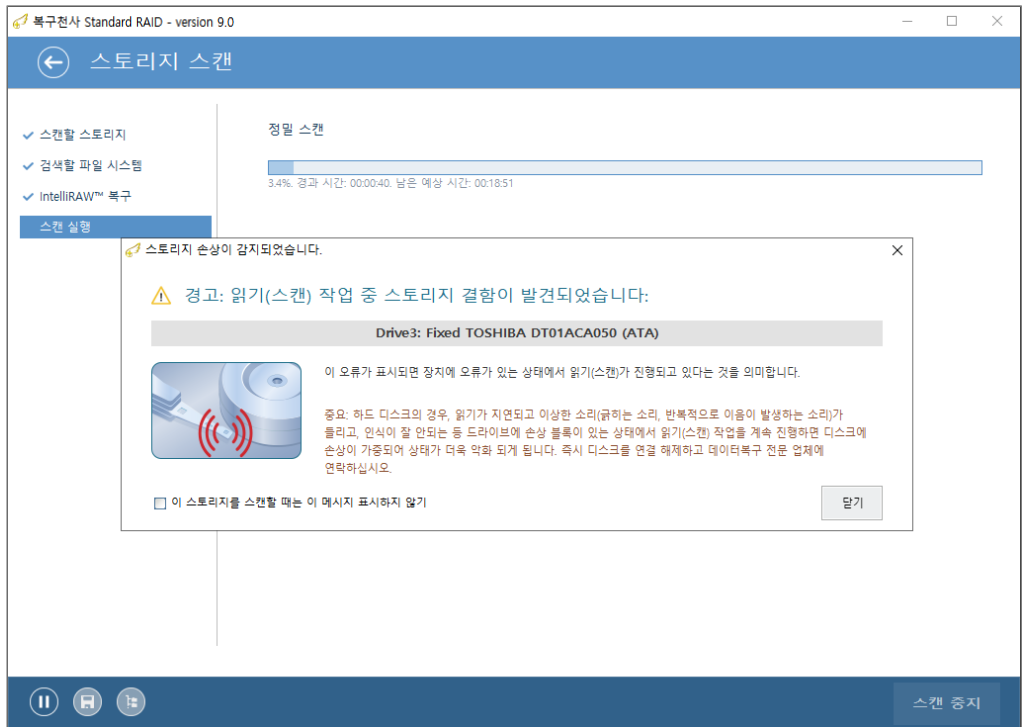 복구천사 Standard RAID - version 9.0
스토리지 스캔
스캔할 스토리지
검색할 파일 시스템
IntelliRAW™ 복구
스캔 실행
정밀 스캔
3.4%. 경과 시간: 00:00:40. 남은 예상 시간: 00:18:51
스토리지 손상이 감지되었습니다.
경고: 읽기(스캔) 작업 중 스토리지 결함이 발견되었습니다:
Drive3: Fixed TOSHIBA DT01ACA050 (ATA)
이 오류가 표시되면 장치에 오류가 있는 상태에서 읽기(스캔)가 진행되고 있다는 것을 의미합니다.
중요: 하드 디스크의 경우, 읽기가 지연되고 이상한 소리(긁히는 소리, 반복적으로 이음이 발생하는 소리)가
들리고, 인식이 잘 안되는 등 드라이브에 손상 블록이 있는 상태에서 읽기(스캔) 작업을 계속 진행하면 디스크에
손상이 가중되어 상태가 더욱 악화 되게 됩니다. 즉시 디스크를 연결 해제하고 데이터복구 전문 업체에
연락하십시오.
이 스토리지를 스캔할 때는 이 메시지 표시하지 않기
닫기
스캔 중지